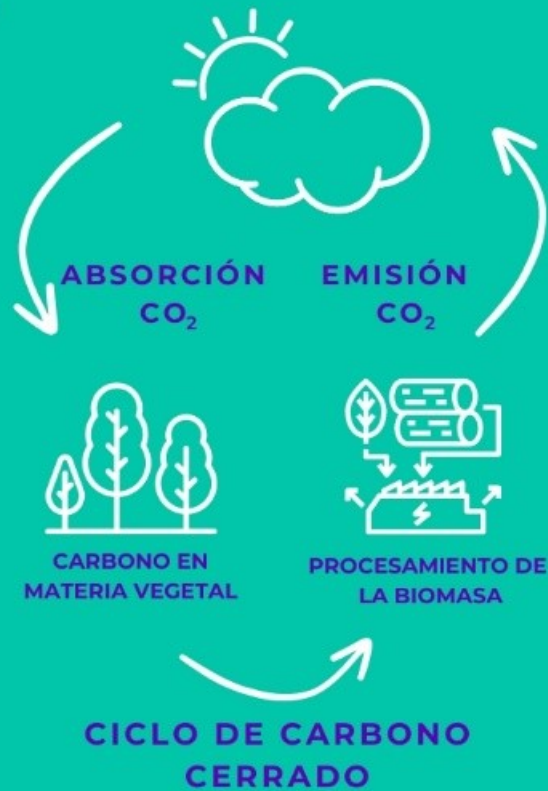 ABSORCIÓN
CO₂
EMISIÓN
CO₂
CARBONO EN
MATERIA VEGETAL
PROCESAMIENTO DE
LA BIOMASA
CICLO DE CARBONO
CERRADO